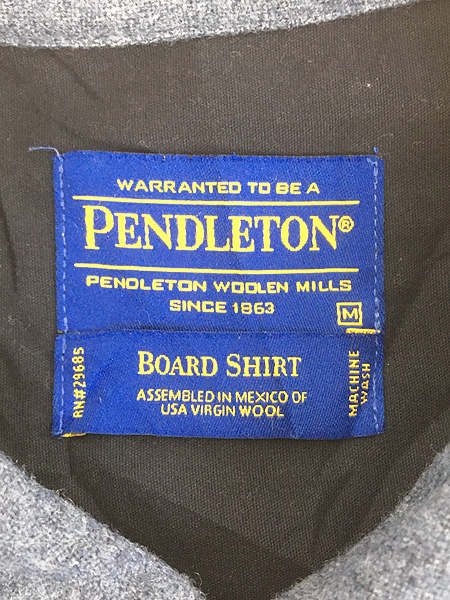 WARRANTED TO BE A
PENDLETON®
PENDLETON WOOLEN MILLS
SINCE 1863
M
RN#29685
BOARD SHIRT
ASSEMBLED IN MEXICO OF
USA VIRGIN WOOL
MACHINE
WASH